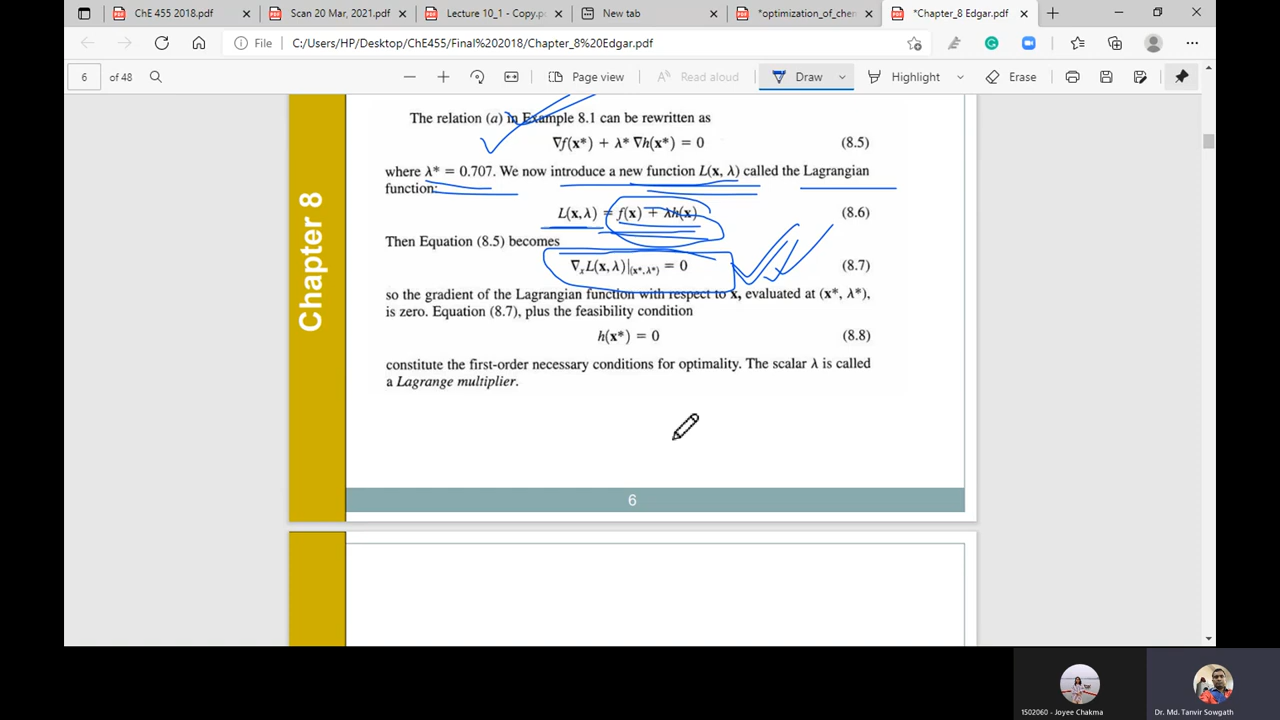 ChE 455 2018.pdf
Scan 20 Mar, 2021.pdf
Lecture 10_1 - Copy.p
New tab
*optimization_of_chen
*Chapter_8 Edgar.pdf
File
C:/Users/HP/Desktop/ChE455/Final%202018/Chapter_8%20Edgar.pdf
6 of 48
Page view
Read aloud
Draw
Highlight
Erase
Chapter 8
The relation (a) in Example 8.1 can be rewritten as
∇f(x*) + λ* ∇h(x*) = 0 (8.5)
where λ* = 0.707. We now introduce a new function L(x, λ) called the Lagrangian
function:
L(x,λ) = f(x) + λh(x) (8.6)
Then Equation (8.5) becomes
∇ₓL(x,λ)|(x*,λ*) = 0 (8.7)
so the gradient of the Lagrangian function with respect to x, evaluated at (x*, λ*),
is zero. Equation (8.7), plus the feasibility condition
h(x*) = 0 (8.8)
constitute the first-order necessary conditions for optimality. The scalar λ is called
a Lagrange multiplier.
6
1502060 - Joyee Chakma
Dr. Md. Tanvir Sowgath